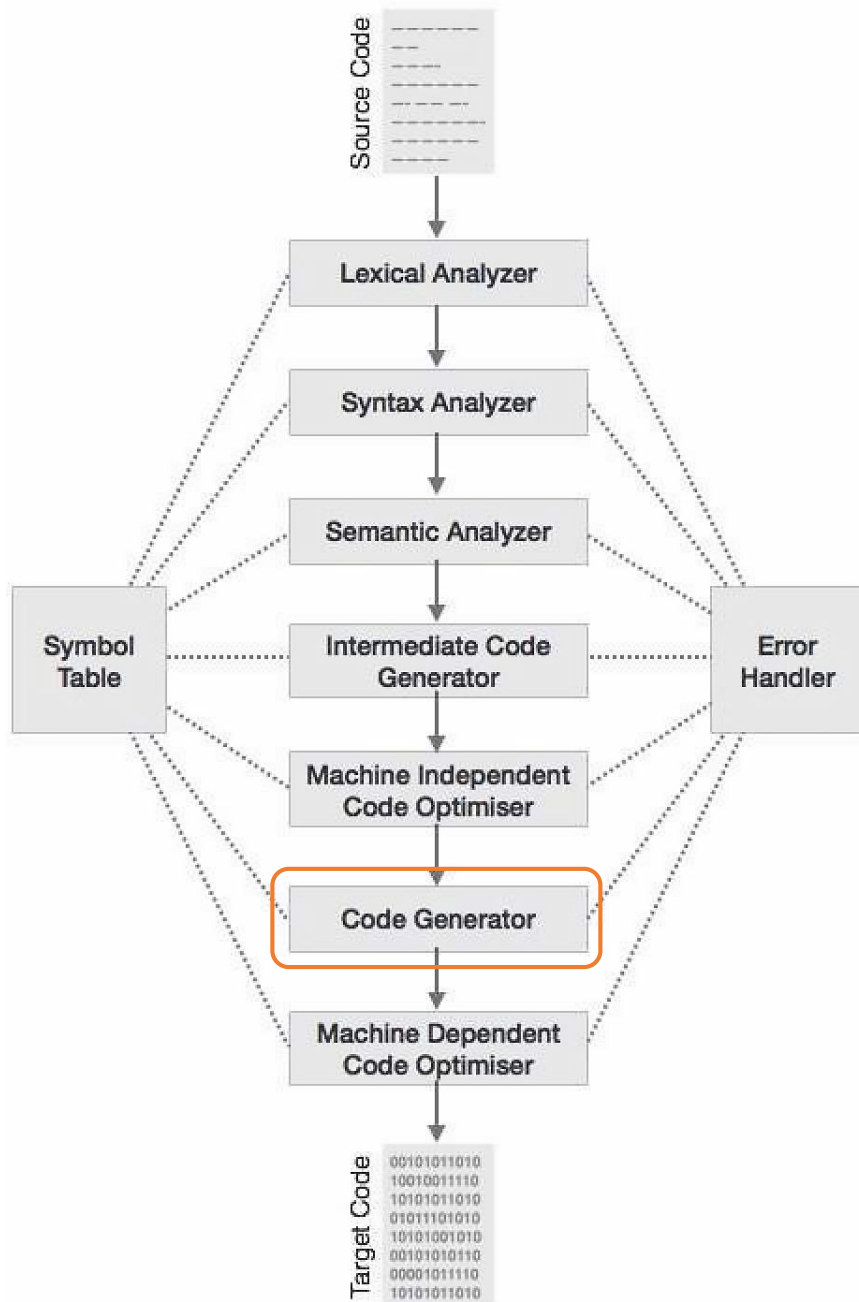 Source Code
Lexical Analyzer
Syntax Analyzer
Semantic Analyzer
Symbol
Table
Intermediate Code
Generator
Error
Handler
Machine Independent
Code Optimiser
Code Generator
Machine Dependent
Code Optimiser
Target Code
00101011010
10010011110
10101011010
01011101010
10101001010
00101010110
00001011110
10101011010